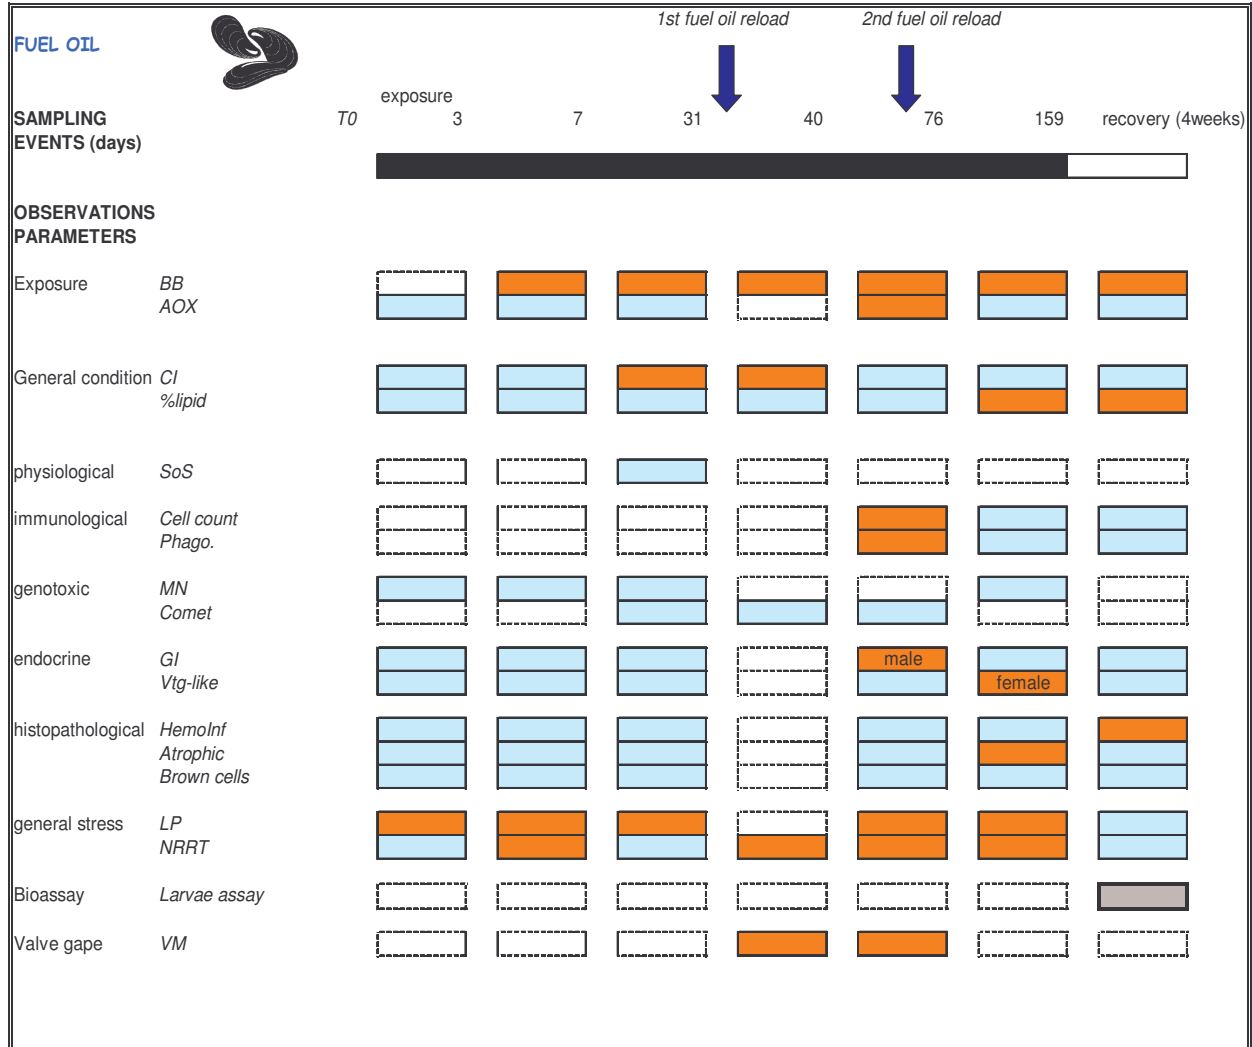 1st fuel oil reload 2nd fuel oil reload
FUEL OIL
exposure
SAMPLING T0 3 7 31 40 76 159 recovery (4weeks)
EVENTS (days)
OBSERVATIONS
PARAMETERS
Exposure BB
AOX
General condition CI
%lipid
physiological SoS
immunological Cell count
Phago.
genotoxic MN
Comet
endocrine GI male
Vtg-like female
histopathological HemoInf
Atrophic
Brown cells
general stress LP
NRRT
Bioassay Larvae assay
Valve gape VM